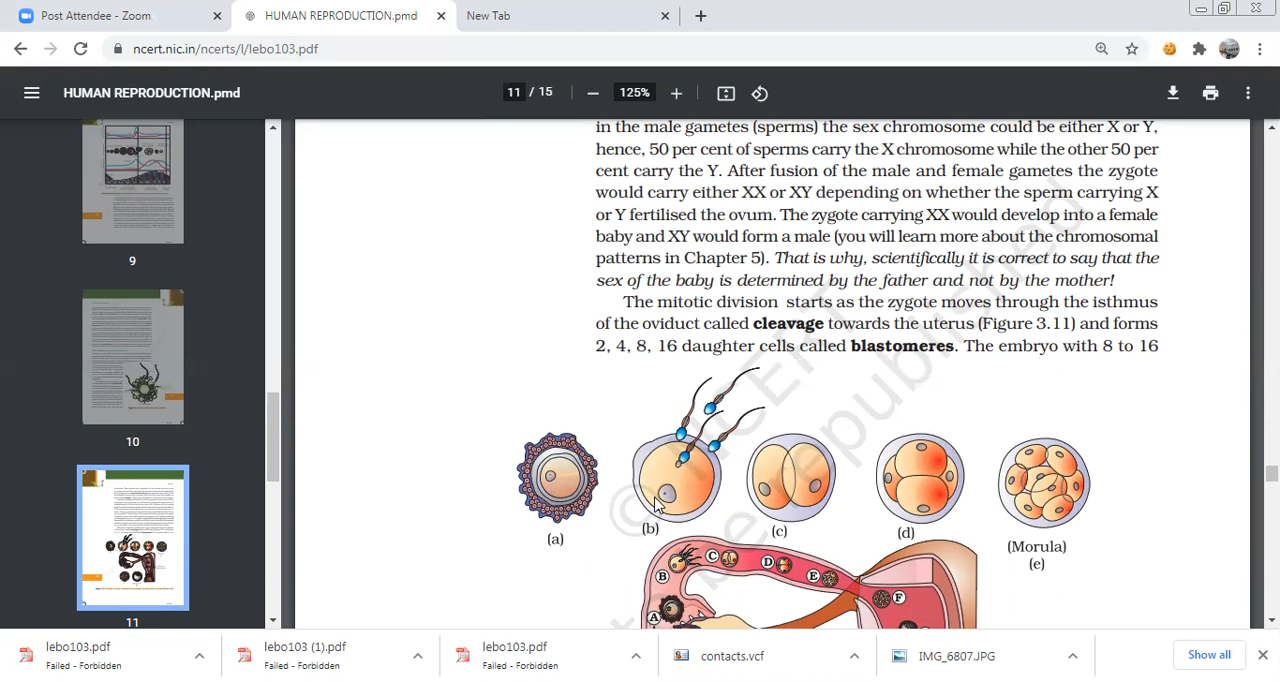 Post Attendee - Zoom
HUMAN REPRODUCTION.pmd
New Tab
ncert.nic.in/ncerts/l/lebo103.pdf
HUMAN REPRODUCTION.pmd
11 / 15
125%
9
10
11
in the male gametes (sperms) the sex chromosome could be either X or Y,
hence, 50 per cent of sperms carry the X chromosome while the other 50 per
cent carry the Y. After fusion of the male and female gametes the zygote
would carry either XX or XY depending on whether the sperm carrying X
or Y fertilised the ovum. The zygote carrying XX would develop into a female
baby and XY would form a male (you will learn more about the chromosomal
patterns in Chapter 5). That is why, scientifically it is correct to say that the
sex of the baby is determined by the father and not by the mother!
The mitotic division starts as the zygote moves through the isthmus
of the oviduct called cleavage towards the uterus (Figure 3.11) and forms
2, 4, 8, 16 daughter cells called blastomeres. The embryo with 8 to 16
© NCERT
be republished
(a)
(b)
(c)
(d)
(Morula)
(e)
A
B
C
D
E
F
lebo103.pdf
Failed - Forbidden
lebo103 (1).pdf
Failed - Forbidden
lebo103.pdf
Failed - Forbidden
contacts.vcf
IMG_6807.JPG
Show all